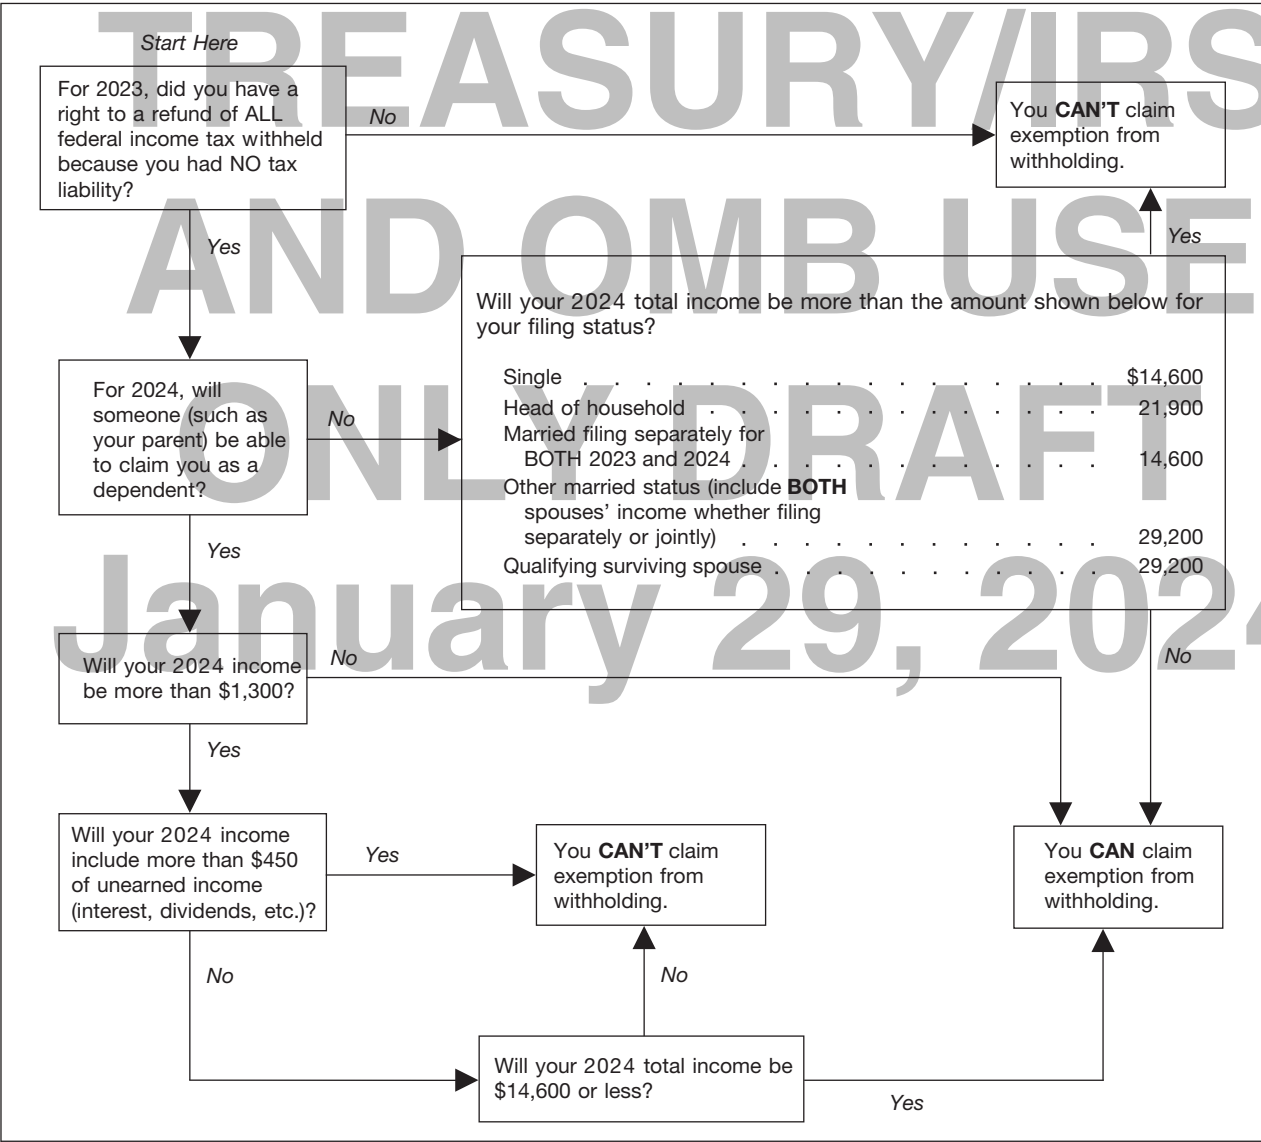 TREASURY/IRS
AND OMB USE
ONLY DRAFT
January 29, 2024
Start Here
For 2023, did you have a
right to a refund of ALL
federal income tax withheld
because you had NO tax
liability?
No
You CAN’T claim
exemption from
withholding.
Yes
Yes
Will your 2024 total income be more than the amount shown below for
your filing status?
Single . . . . . . . . . . . . . . . . . $14,600
Head of household . . . . . . . . . . . . . 21,900
Married filing separately for
BOTH 2023 and 2024 . . . . . . . . . . . . 14,600
Other married status (include BOTH
spouses’ income whether filing
separately or jointly) . . . . . . . . . . . . 29,200
Qualifying surviving spouse . . . . . . . . . . . 29,200
For 2024, will
someone (such as
your parent) be able
to claim you as a
dependent?
No
Yes
Will your 2024 income
be more than $1,300?
No
No
Yes
Will your 2024 income
include more than $450
of unearned income
(interest, dividends, etc.)?
Yes
You CAN’T claim
exemption from
withholding.
You CAN claim
exemption from
withholding.
No
No
Will your 2024 total income be
$14,600 or less?
Yes